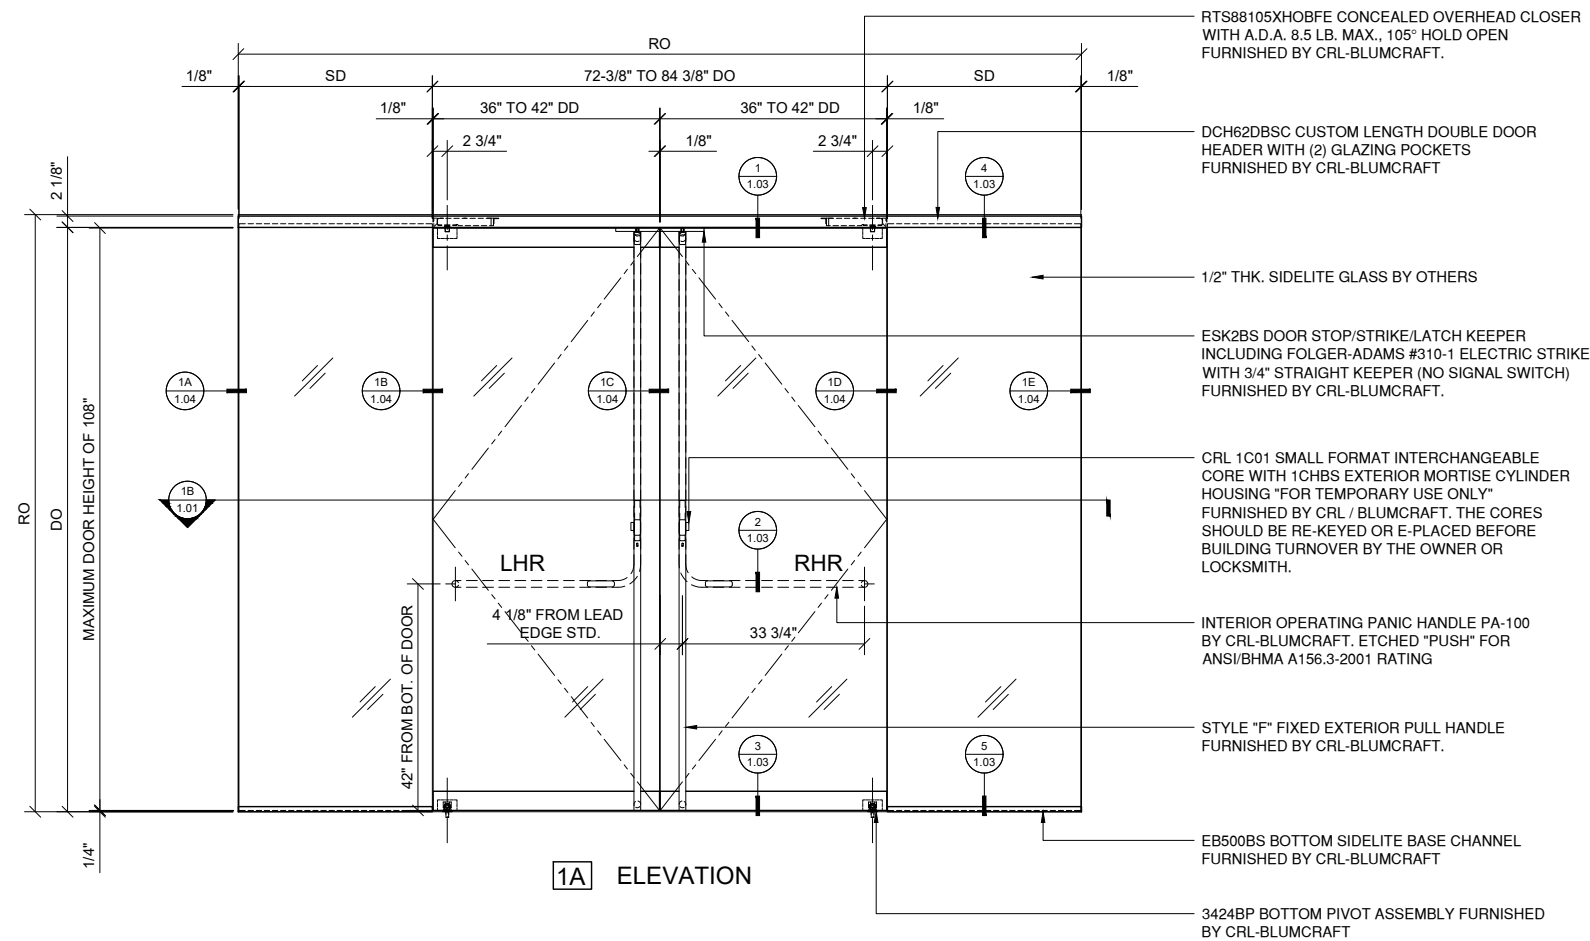 RTS88105XHOBFE CONCEALED OVERHEAD CLOSER
WITH A.D.A. 8.5 LB. MAX., 105° HOLD OPEN
FURNISHED BY CRL-BLUMCRAFT.
RO
1/8"
SD
72-3/8" TO 84 3/8" DO
SD
1/8"
1/8"
36" TO 42" DD
36" TO 42" DD
1/8"
2 3/4"
1/8"
2 3/4"
DCH62DBSC CUSTOM LENGTH DOUBLE DOOR
HEADER WITH (2) GLAZING POCKETS
FURNISHED BY CRL-BLUMCRAFT
1
1.03
4
1.03
2 1/8"
1/2" THK. SIDELITE GLASS BY OTHERS
ESK2BS DOOR STOP/STRIKE/LATCH KEEPER
INCLUDING FOLGER-ADAMS #310-1 ELECTRIC STRIKE
WITH 3/4" STRAIGHT KEEPER (NO SIGNAL SWITCH)
FURNISHED BY CRL-BLUMCRAFT.
1A
1.04
1B
1.04
1C
1.04
1D
1.04
1E
1.04
RO
DO
MAXIMUM DOOR HEIGHT OF 108"
1B
1.01
CRL 1C01 SMALL FORMAT INTERCHANGEABLE
CORE WITH 1CHBS EXTERIOR MORTISE CYLINDER
HOUSING "FOR TEMPORARY USE ONLY"
FURNISHED BY CRL / BLUMCRAFT. THE CORES
SHOULD BE RE-KEYED OR E-PLACED BEFORE
BUILDING TURNOVER BY THE OWNER OR
LOCKSMITH.
2
1.03
LHR
RHR
4 1/8" FROM LEAD
EDGE STD.
33 3/4"
42" FROM BOT. OF DOOR
INTERIOR OPERATING PANIC HANDLE PA-100
BY CRL-BLUMCRAFT. ETCHED "PUSH" FOR
ANSI/BHMA A156.3-2001 RATING
STYLE "F" FIXED EXTERIOR PULL HANDLE
FURNISHED BY CRL-BLUMCRAFT.
3
1.03
5
1.03
1/4"
EB500BS BOTTOM SIDELITE BASE CHANNEL
FURNISHED BY CRL-BLUMCRAFT
1A ELEVATION
3424BP BOTTOM PIVOT ASSEMBLY FURNISHED
BY CRL-BLUMCRAFT